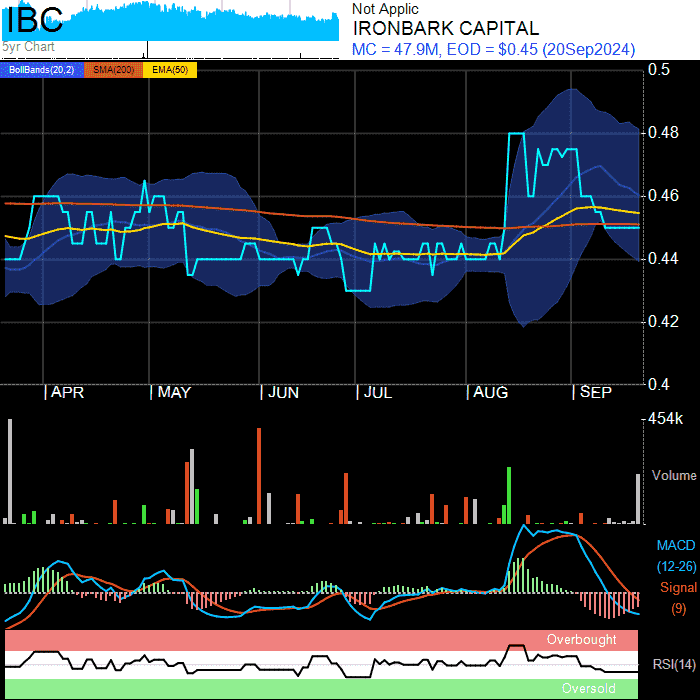 IBC
5yr Chart
Not Applic
IRONBARK CAPITAL
MC = 47.9M, EOD = $0.45 (20Sep2024)
BollBands(20,2) SMA(200) EMA(50)
0.5
0.48
0.46
0.44
0.42
0.4
APR MAY JUN JUL AUG SEP
454k
Volume
MACD
(12-26)
Signal
(9)
Overbought
RSI(14)
Oversold